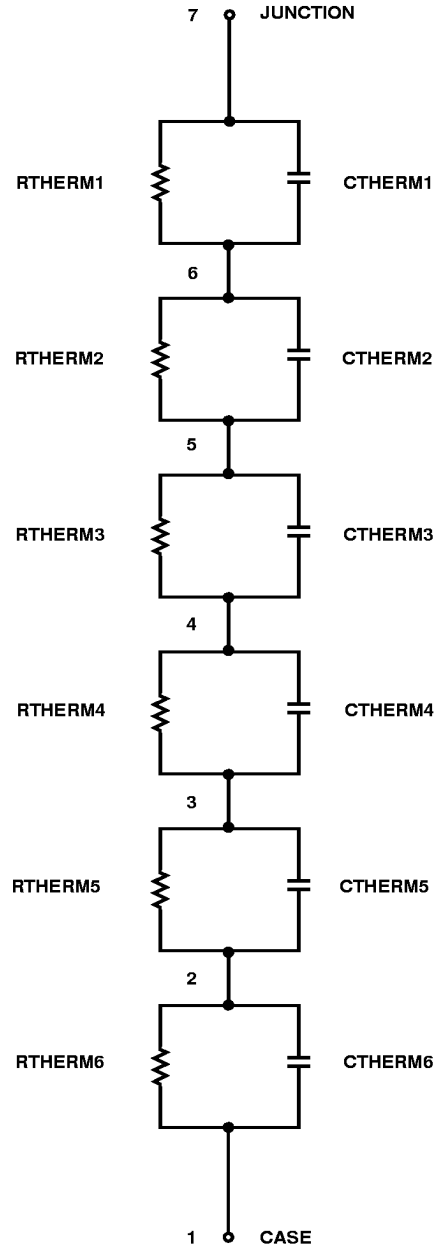 7 JUNCTION
RTHERM1 CTHERM1
6
RTHERM2 CTHERM2
5
RTHERM3 CTHERM3
4
RTHERM4 CTHERM4
3
RTHERM5 CTHERM5
2
RTHERM6 CTHERM6
1 CASE